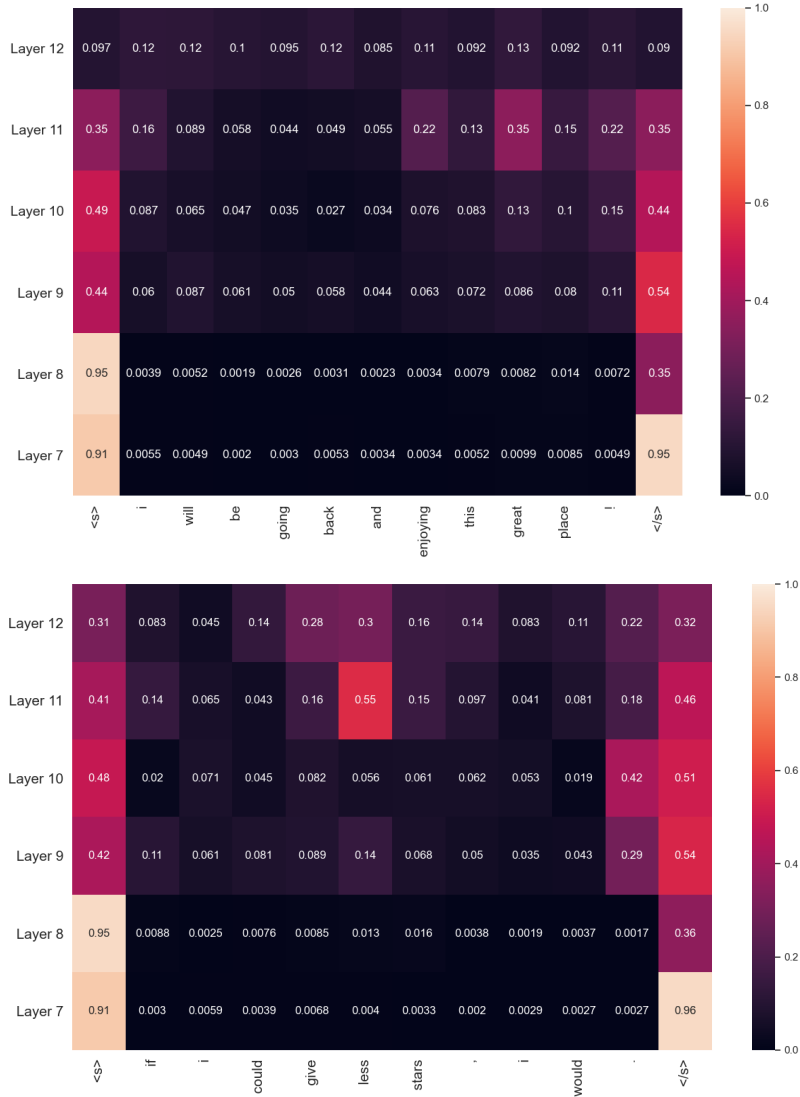 1.0
Layer 12 0.097 0.12 0.12 0.1 0.095 0.12 0.085 0.11 0.092 0.13 0.092 0.11 0.09
0.8
Layer 11 0.35 0.16 0.089 0.058 0.044 0.049 0.055 0.22 0.13 0.35 0.15 0.22 0.35
0.6
Layer 10 0.49 0.087 0.065 0.047 0.035 0.027 0.034 0.076 0.083 0.13 0.1 0.15 0.44
0.4
Layer 9 0.44 0.06 0.087 0.061 0.05 0.058 0.044 0.063 0.072 0.086 0.08 0.11 0.54
Layer 8 0.95 0.0039 0.0052 0.0019 0.0026 0.0031 0.0023 0.0034 0.0079 0.0082 0.014 0.0072 0.35
0.2
Layer 7 0.91 0.0055 0.0049 0.002 0.003 0.0053 0.0034 0.0034 0.0052 0.0099 0.0085 0.0049 0.95
0.0
<s> i will be going back and enjoying this great place ! </s>
1.0
Layer 12 0.31 0.083 0.045 0.14 0.28 0.3 0.16 0.14 0.083 0.11 0.22 0.32
0.8
Layer 11 0.41 0.14 0.065 0.043 0.16 0.55 0.15 0.097 0.041 0.081 0.18 0.46
0.6
Layer 10 0.48 0.02 0.071 0.045 0.082 0.056 0.061 0.062 0.053 0.019 0.42 0.51
0.4
Layer 9 0.42 0.11 0.061 0.081 0.089 0.14 0.068 0.05 0.035 0.043 0.29 0.54
Layer 8 0.95 0.0088 0.0025 0.0076 0.0085 0.013 0.016 0.0038 0.0019 0.0037 0.0017 0.36
0.2
Layer 7 0.91 0.003 0.0059 0.0039 0.0068 0.004 0.0033 0.002 0.0029 0.0027 0.0027 0.96
0.0
<s> if i could give less stars , i would . </s>